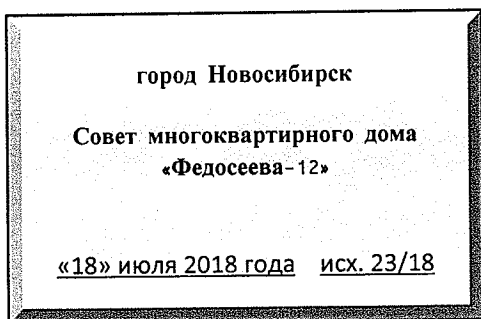 город Новосибирск
Совет многоквартирного дома
«Федосеева-12»
«18» июля 2018 года исх. 23/18